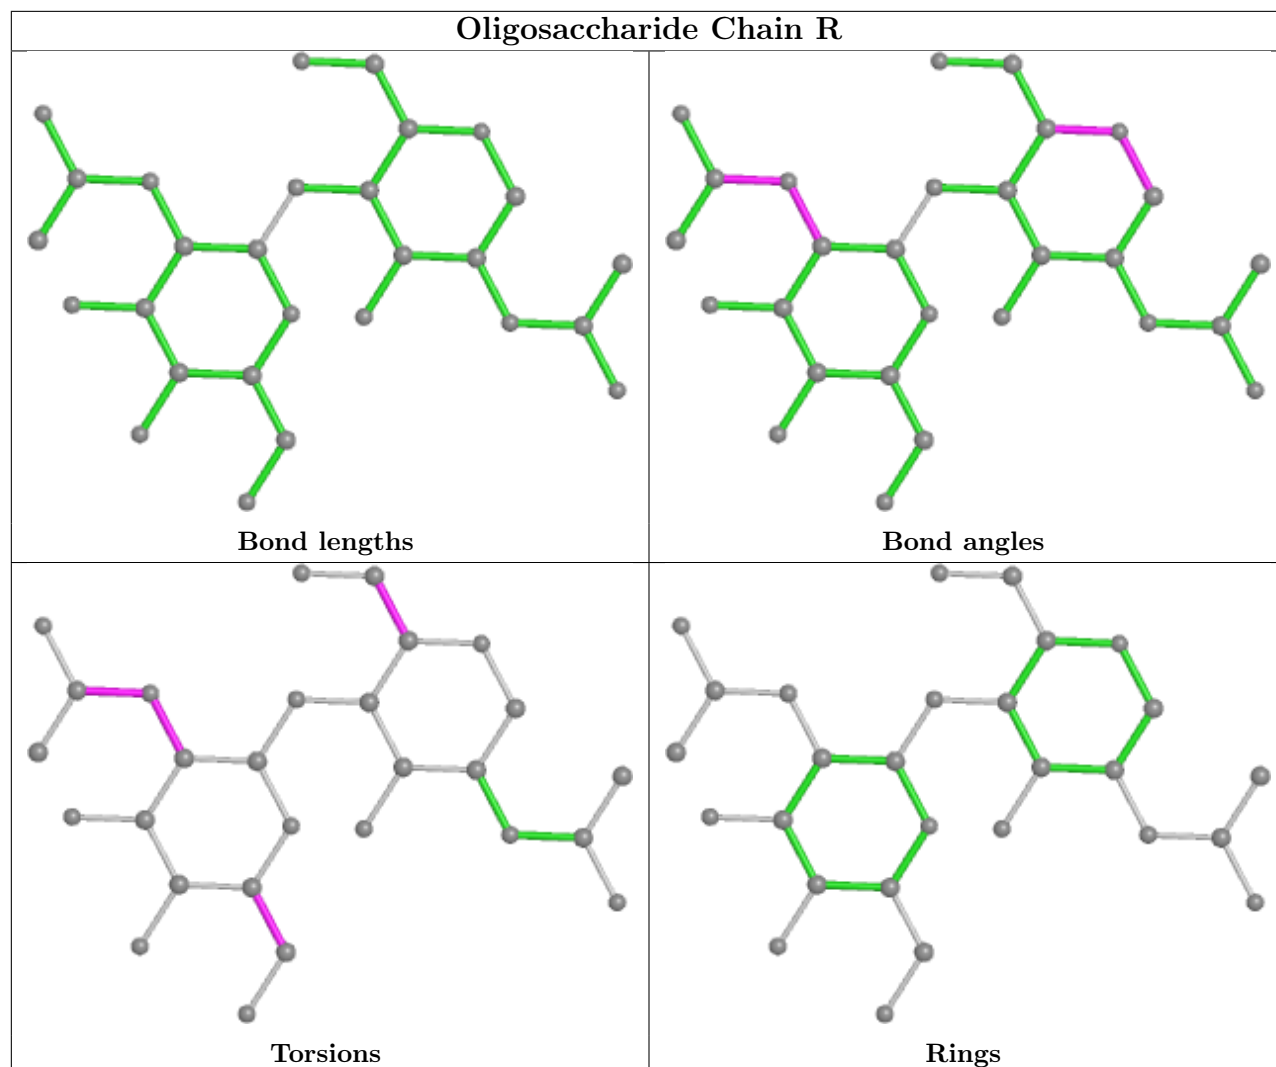 Oligosaccharide Chain R
Bond lengths
Bond angles
Torsions
Rings